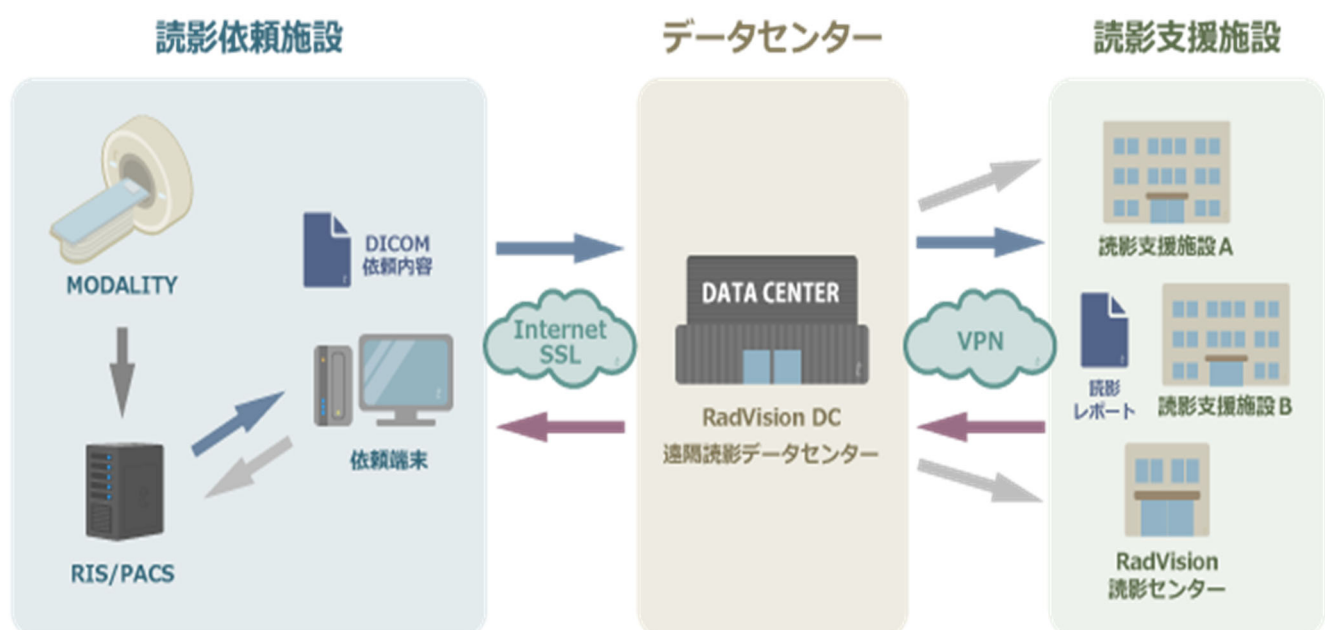 読影依頼施設
データセンター
読影支援施設
MODALITY
DICOM
依頼内容
RIS/PACS
依頼端末
Internet
SSL
DATA CENTER
RadVision DC
遠隔読影データセンター
VPN
読影支援施設A
読影
レポート
読影支援施設B
RadVision
読影センター